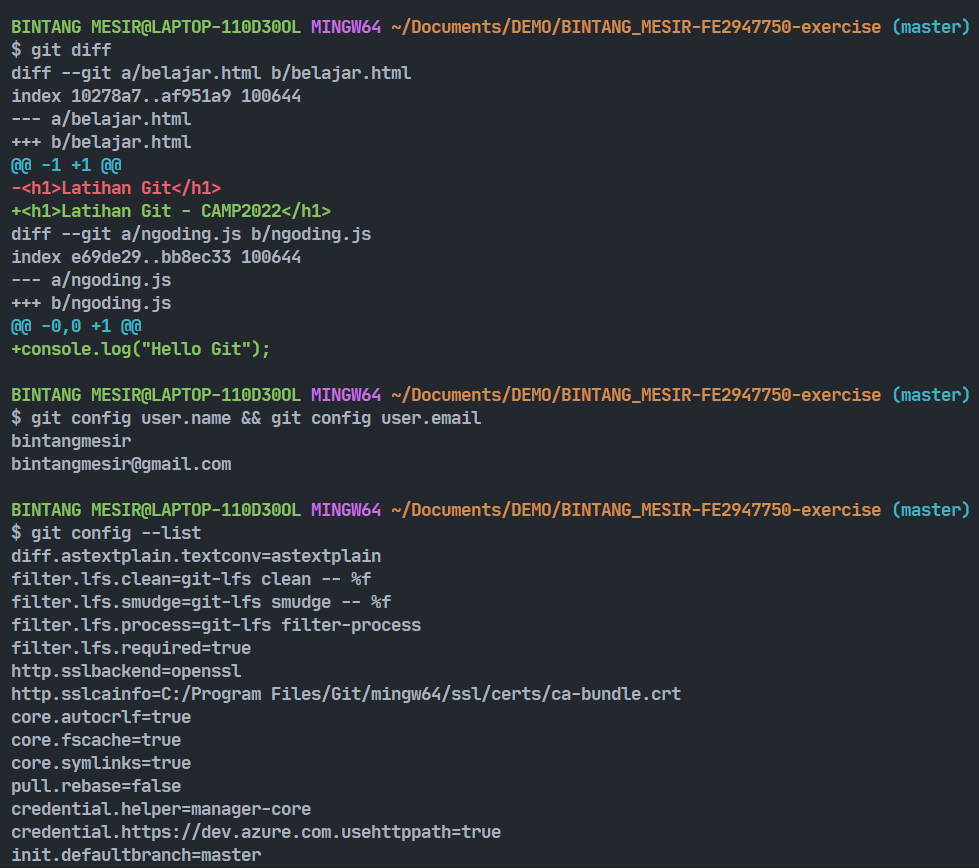 BINTANG MESIR@LAPTOP-110D30OL MINGW64 ~/Documents/DEMO/BINTANG_MESIR-FE2947750-exercise (master)
$ git diff
diff --git a/belajar.html b/belajar.html
index 10278a7..af951a9 100644
--- a/belajar.html
+++ b/belajar.html
@@ -1 +1 @@
-<h1>Latihan Git</h1>
+<h1>Latihan Git - CAMP2022</h1>
diff --git a/ngoding.js b/ngoding.js
index e69de29..bb8ec33 100644
--- a/ngoding.js
+++ b/ngoding.js
@@ -0,0 +1 @@
+console.log("Hello Git");
BINTANG MESIR@LAPTOP-110D30OL MINGW64 ~/Documents/DEMO/BINTANG_MESIR-FE2947750-exercise (master)
$ git config user.name && git config user.email
bintangmesir
bintangmesir@gmail.com
BINTANG MESIR@LAPTOP-110D30OL MINGW64 ~/Documents/DEMO/BINTANG_MESIR-FE2947750-exercise (master)
$ git config --list
diff.astextplain.textconv=astextplain
filter.lfs.clean=git-lfs clean -- %f
filter.lfs.smudge=git-lfs smudge -- %f
filter.lfs.process=git-lfs filter-process
filter.lfs.required=true
http.sslbackend=openssl
http.sslcainfo=C:/Program Files/Git/mingw64/ssl/certs/ca-bundle.crt
core.autocrlf=true
core.fscache=true
core.symlinks=true
pull.rebase=false
credential.helper=manager-core
credential.https://dev.azure.com.usehttppath=true
init.defaultbranch=master